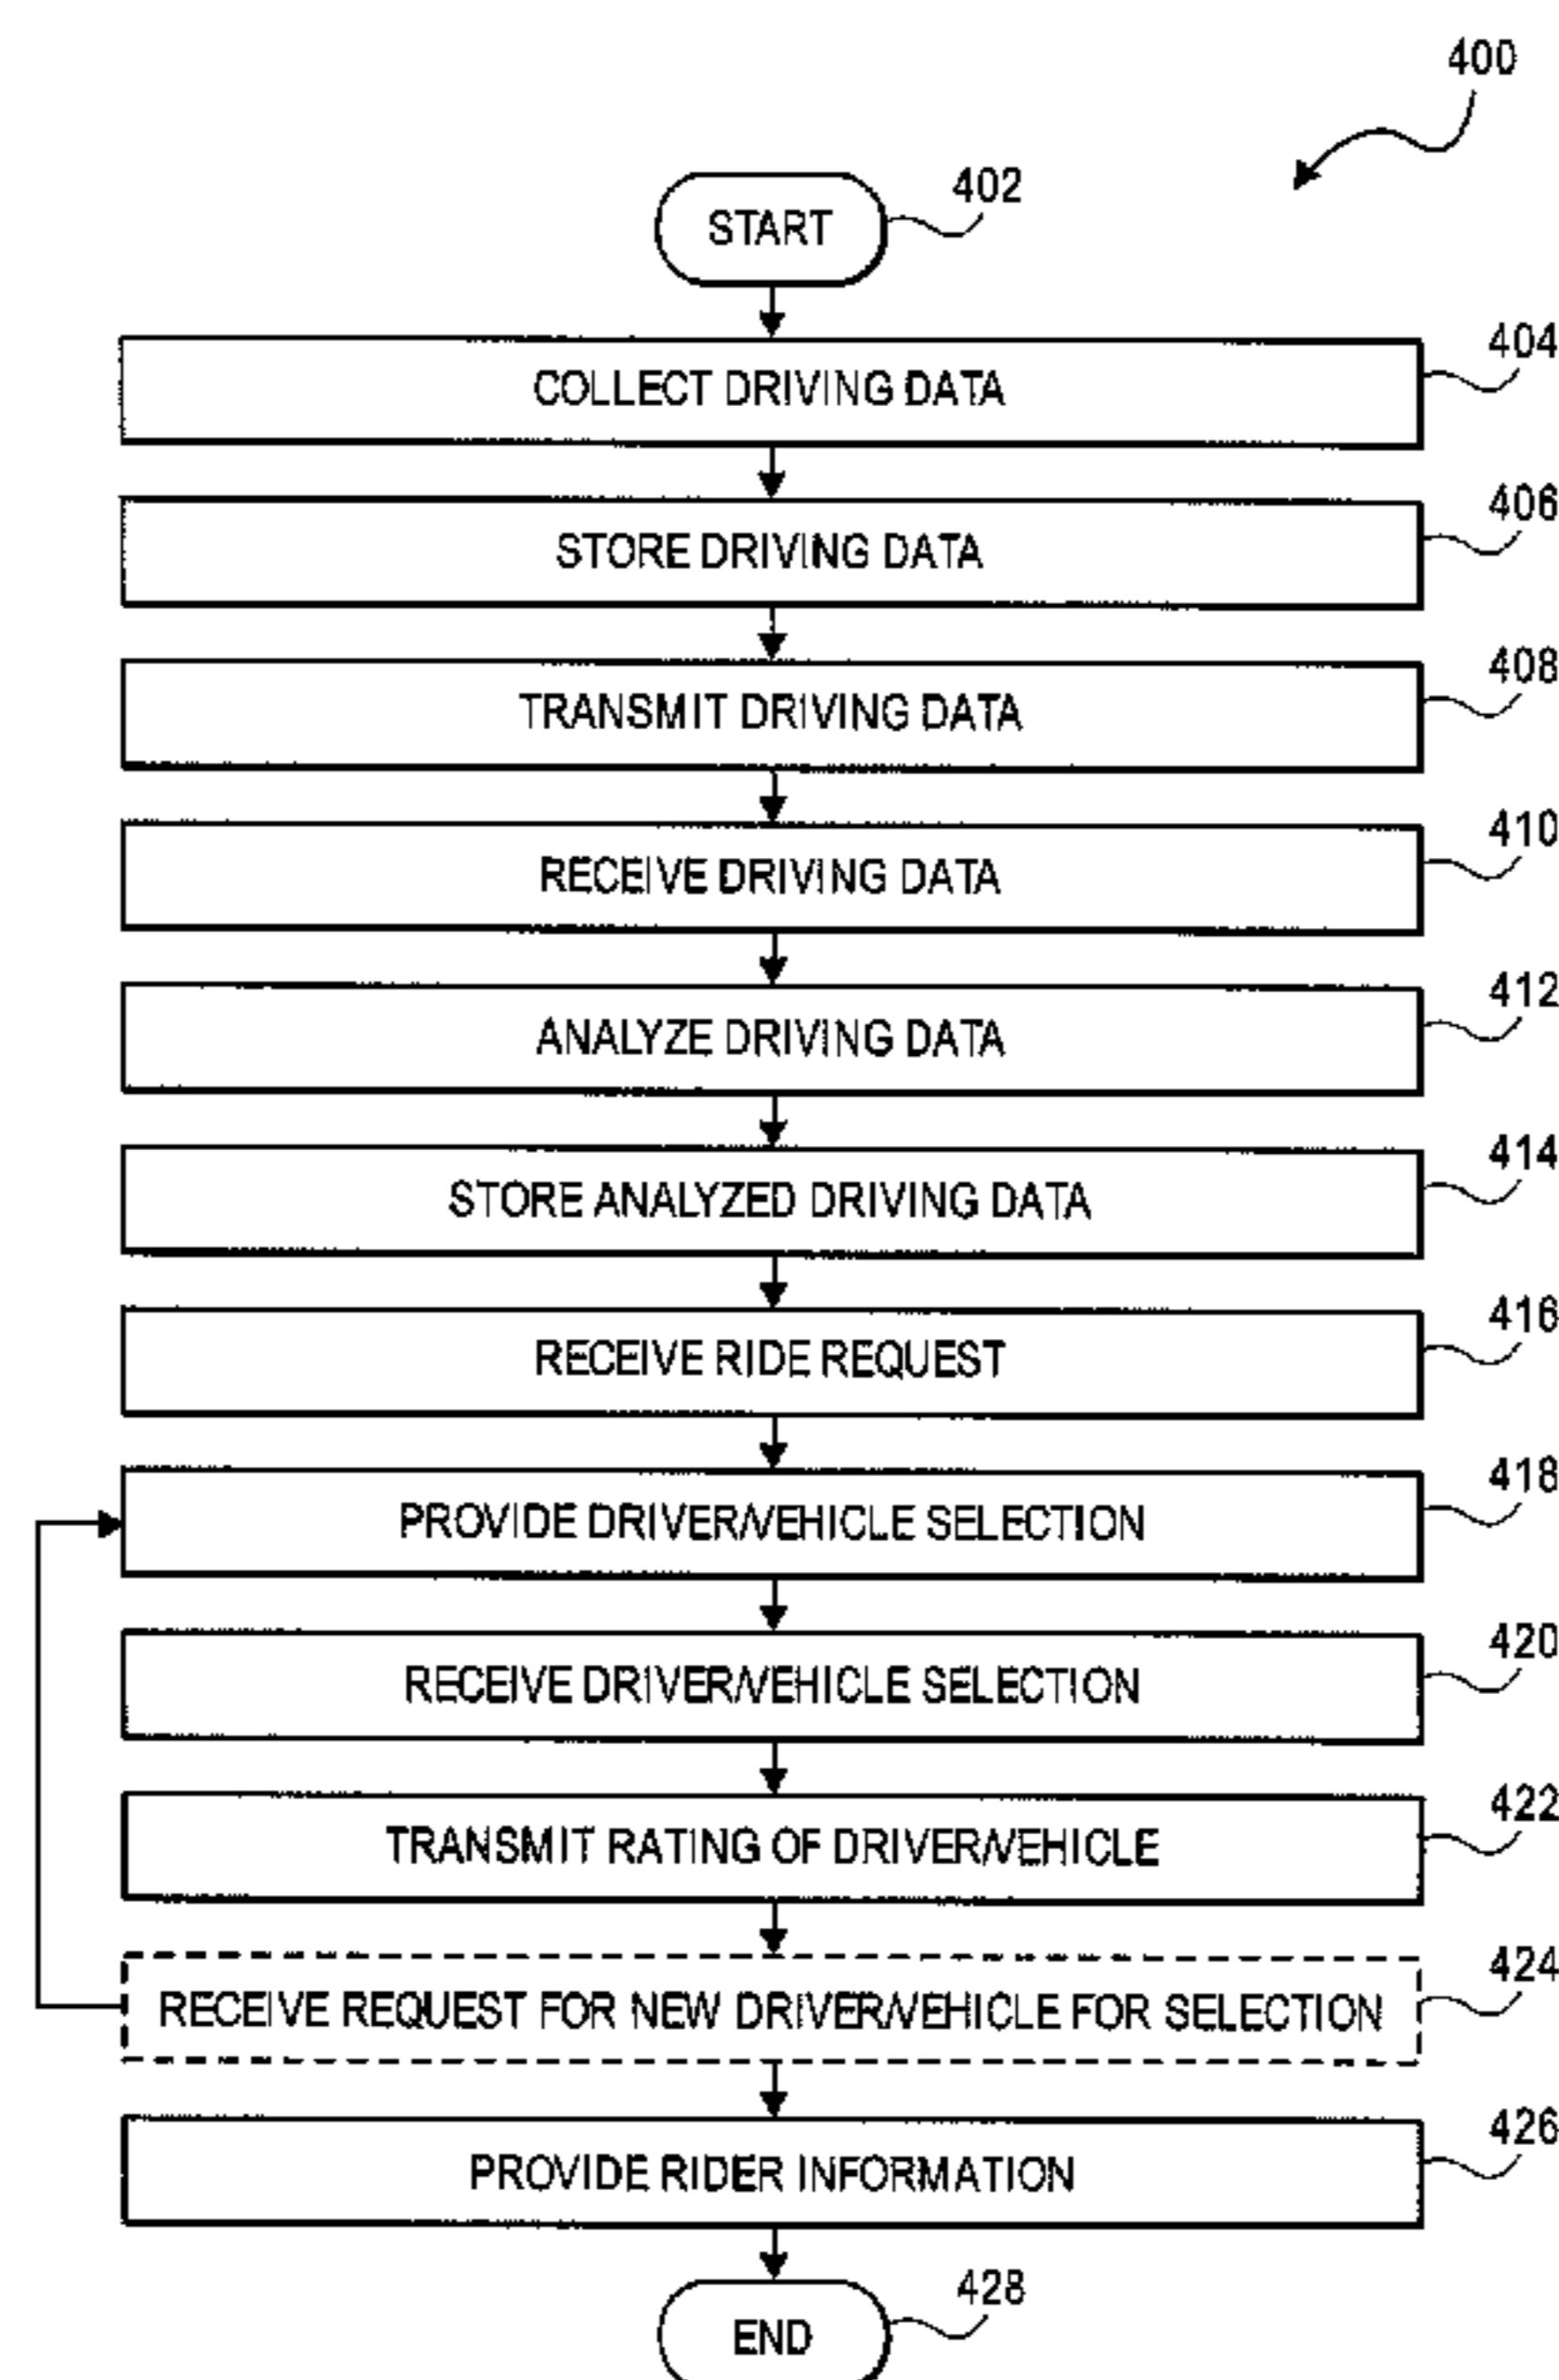 400
START
402
COLLECT DRIVING DATA
404
STORE DRIVING DATA
406
TRANSMIT DRIVING DATA
408
RECEIVE DRIVING DATA
410
ANALYZE DRIVING DATA
412
STORE ANALYZED DRIVING DATA
414
RECEIVE RIDE REQUEST
416
PROVIDE DRIVER/VEHICLE SELECTION
418
RECEIVE DRIVER/VEHICLE SELECTION
420
TRANSMIT RATING OF DRIVER/VEHICLE
422
RECEIVE REQUEST FOR NEW DRIVER/VEHICLE FOR SELECTION
424
PROVIDE RIDER INFORMATION
426
END
428